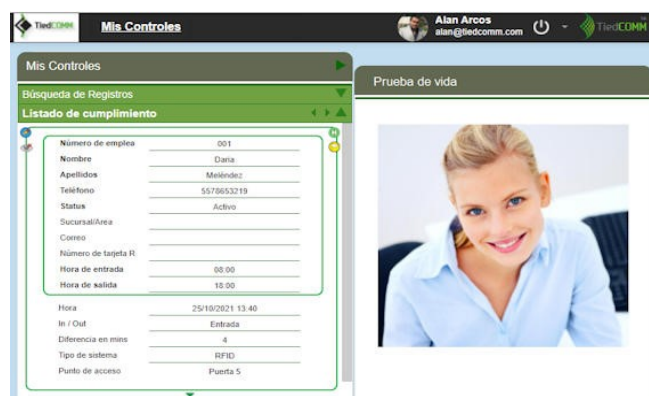 TiedCOMM
Mis Controles
Alan Arcos
alan@tiedcomm.com
TiedCOMM
Mis Controles
Búsqueda de Registros
Listado de cumplimiento
Número de emplea 001
Nombre Daria
Apellidos Meléndez
Teléfono 5578653219
Status Activo
Sucursal/Area
Correo
Número de tarjeta R
Hora de entrada 08:00
Hora de salida 18:00
Hora 25/10/2021 13:40
In / Out Entrada
Diferencia en mins 4
Tipo de sistema RFID
Punto de acceso Puerta 5
Prueba de vida